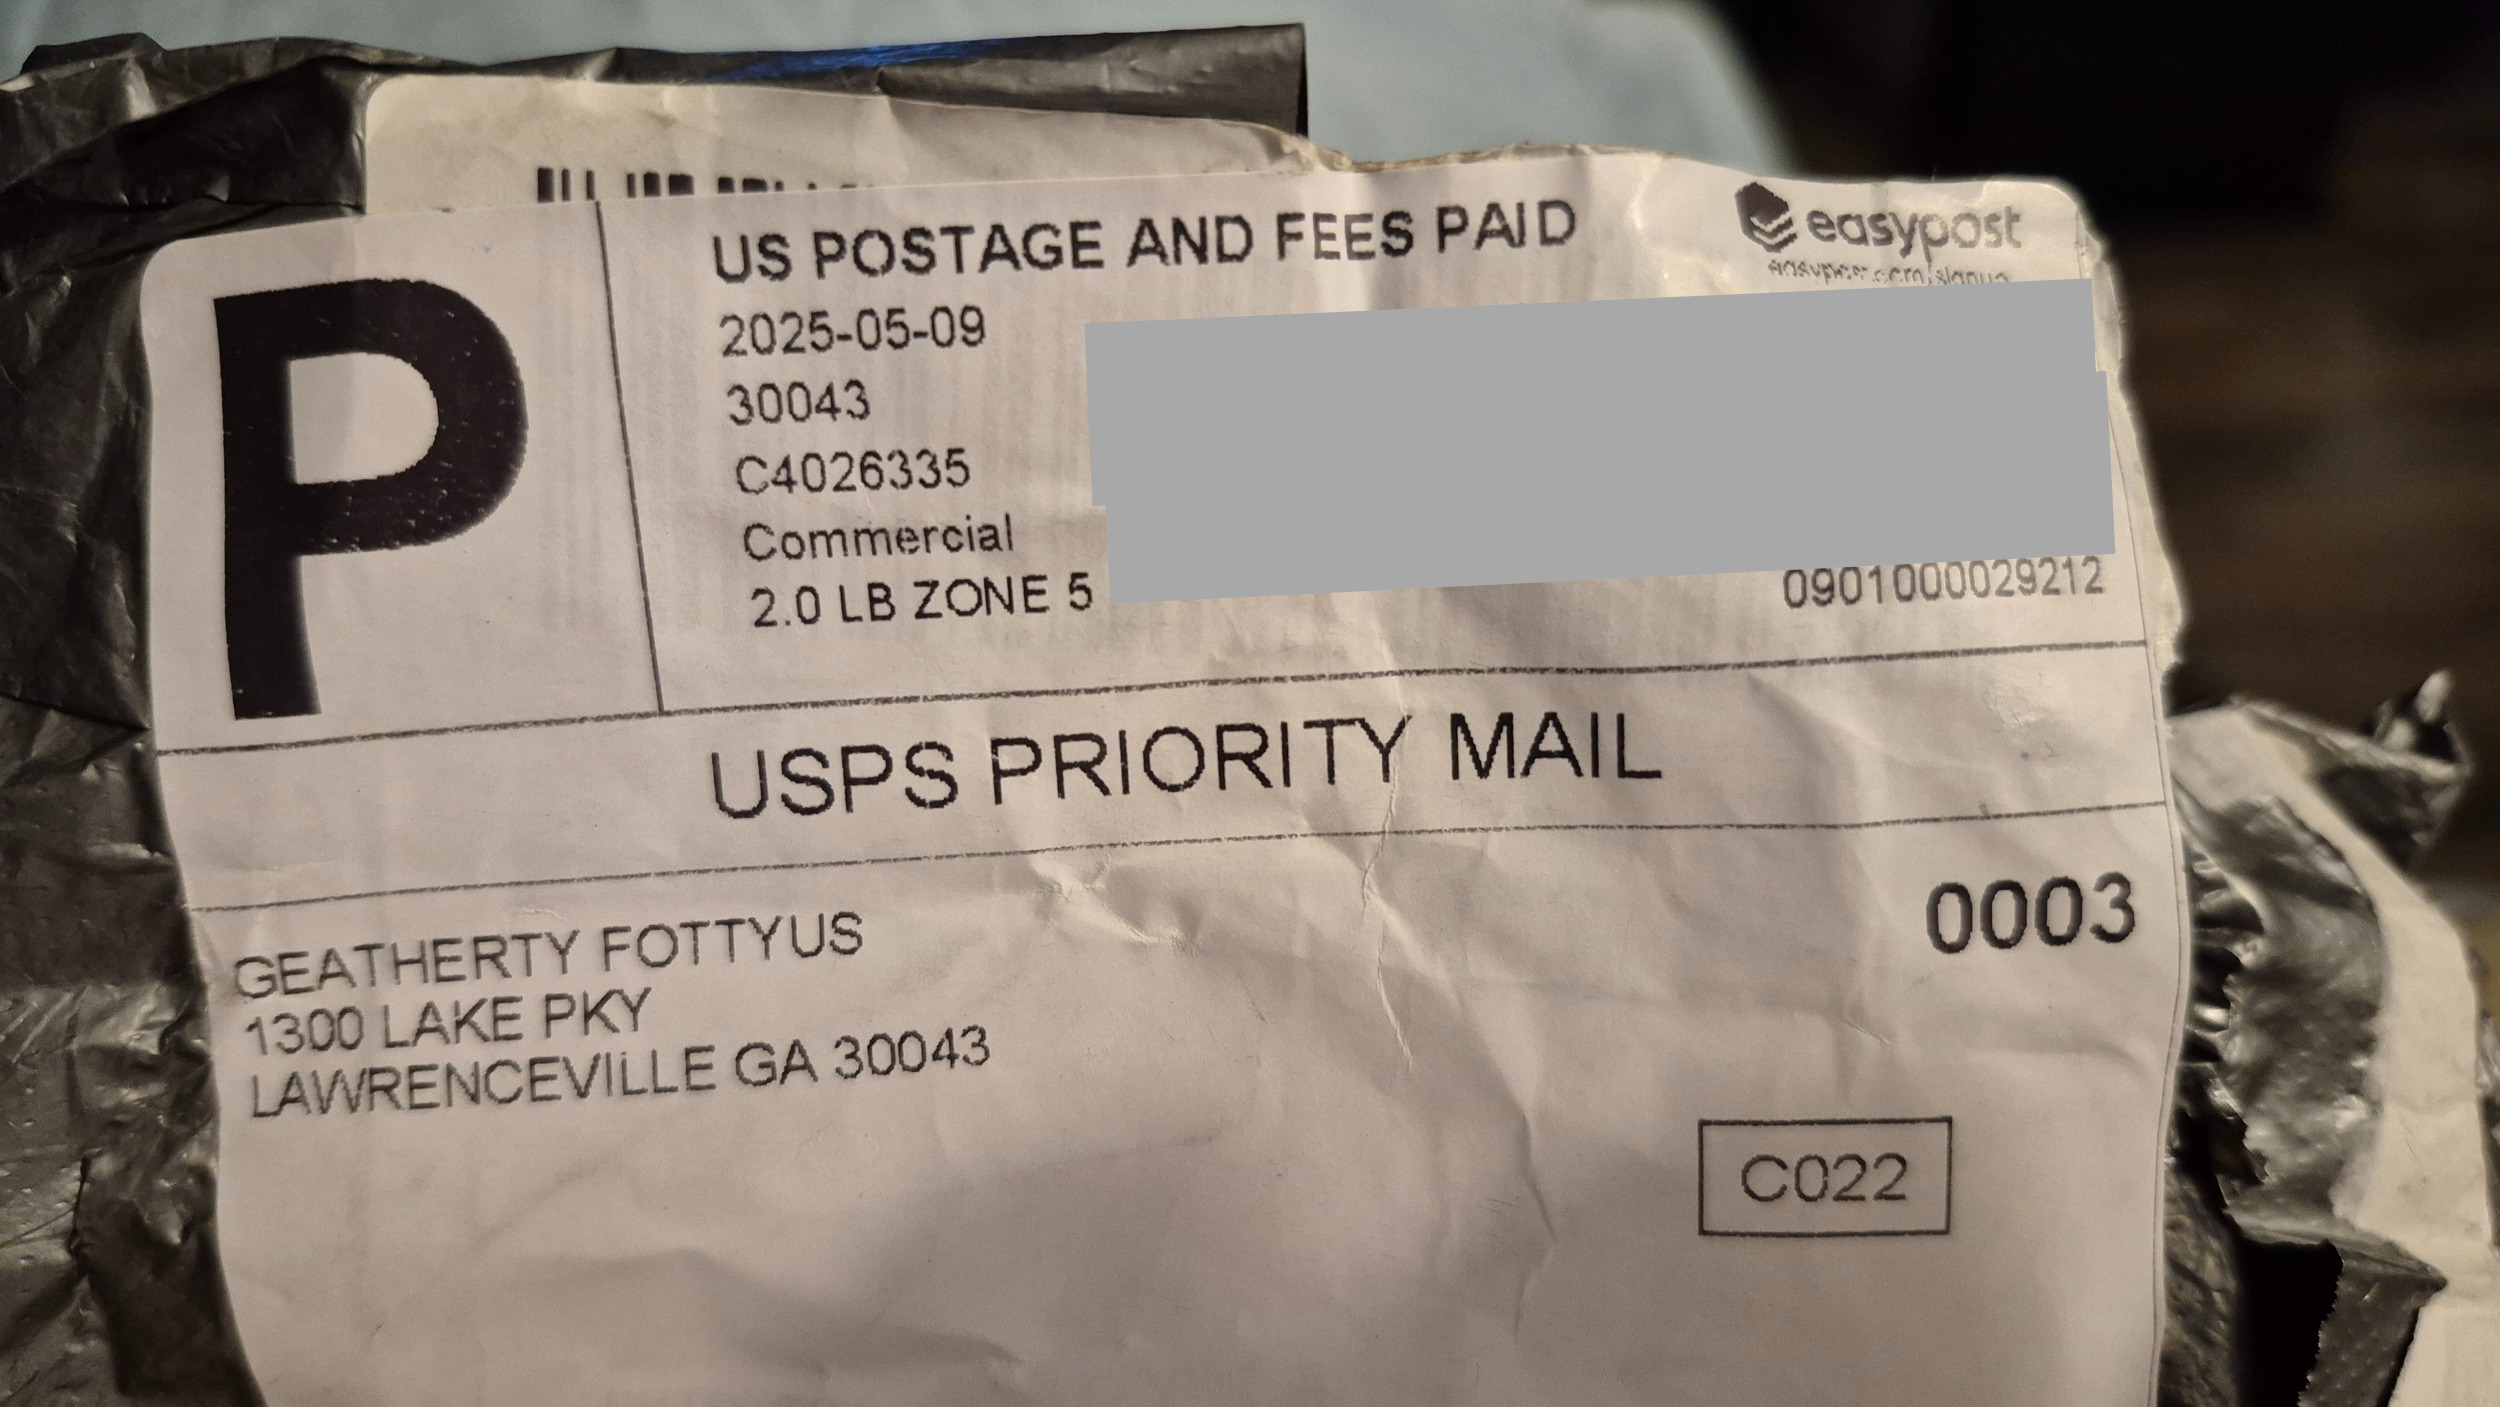 P
US POSTAGE AND FEES PAID
easypost
2025-05-09
30043
C4026335
Commercial
2.0 LB ZONE 5
0901000029212
USPS PRIORITY MAIL
GEATHERTY FOTTYUS
0003
1300 LAKE PKY
LAWRENCEVILLE GA 30043
C022